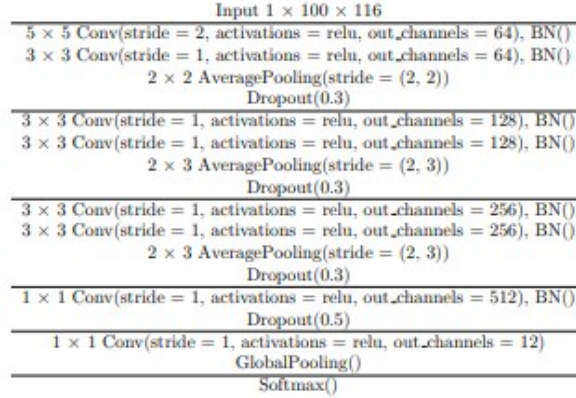 Input 1 × 100 × 116
5 × 5 Conv(stride = 2, activations = relu, out_channels = 64), BN()
3 × 3 Conv(stride = 1, activations = relu, out_channels = 64), BN()
2 × 2 AveragePooling(stride = (2, 2))
Dropout(0.3)
3 × 3 Conv(stride = 1, activations = relu, out_channels = 128), BN()
3 × 3 Conv(stride = 1, activations = relu, out_channels = 128), BN()
2 × 3 AveragePooling(stride = (2, 3))
Dropout(0.3)
3 × 3 Conv(stride = 1, activations = relu, out_channels = 256), BN()
3 × 3 Conv(stride = 1, activations = relu, out_channels = 256), BN()
2 × 3 AveragePooling(stride = (2, 3))
Dropout(0.3)
1 × 1 Conv(stride = 1, activations = relu, out_channels = 512), BN()
Dropout(0.5)
1 × 1 Conv(stride = 1, activations = relu, out_channels = 12)
GlobalPooling()
Softmax()